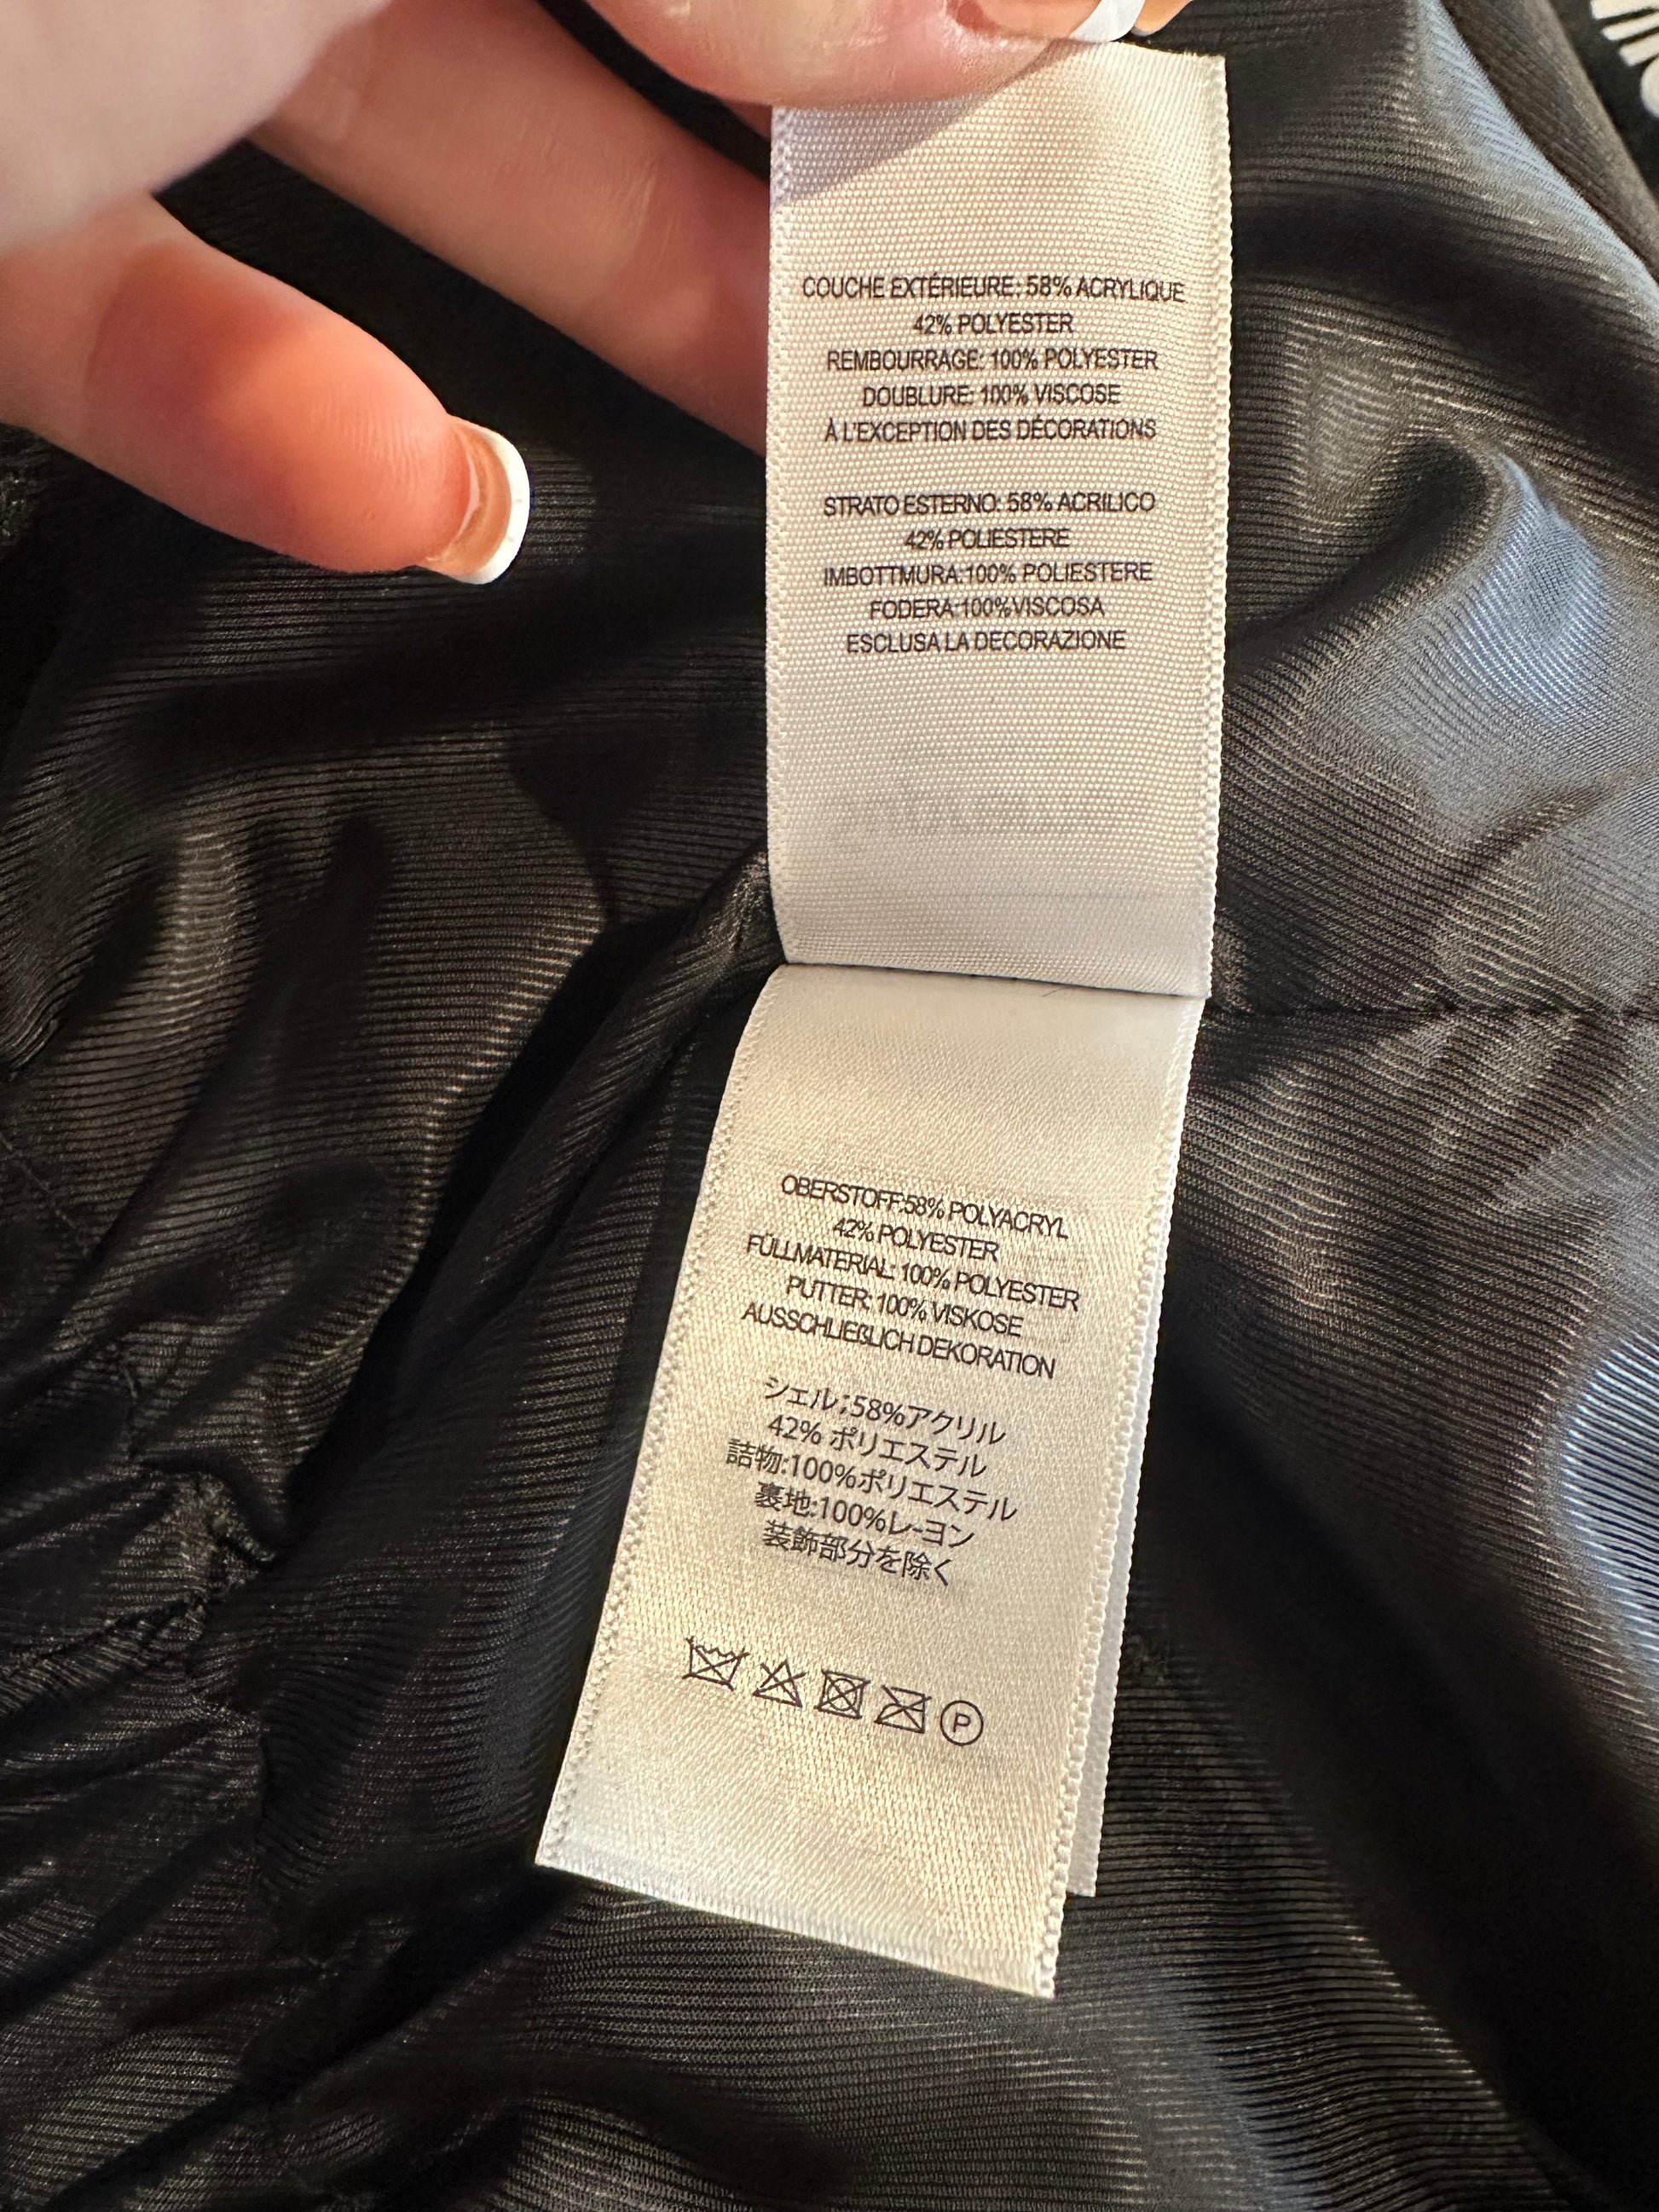 COUCHE EXTÉRIEURE: 58% ACRYLIQUE
42% POLYESTER
REMBOURRAGE: 100% POLYESTER
DOUBLURE: 100% VISCOSE
À L'EXCEPTION DES DÉCORATIONS
STRATO ESTERNO: 58% ACRILICO
42% POLIESTERE
IMBOTTMURA:100% POLIESTERE
FODERA:100%VISCOSA
ESCLUSA LA DECORAZIONE
OBERSTOFF:58% POLYACRYL
42% POLYESTER
FÜLLMATERIAL: 100% POLYESTER
PUTTER: 100% VISKOSE
AUSSCHLIEßLICH DEKORATION
シェル;58%アクリル
42% ポリエステル
詰物:100%ポリエステル
裏地:100%レ-ヨン
装飾部分を除く
P